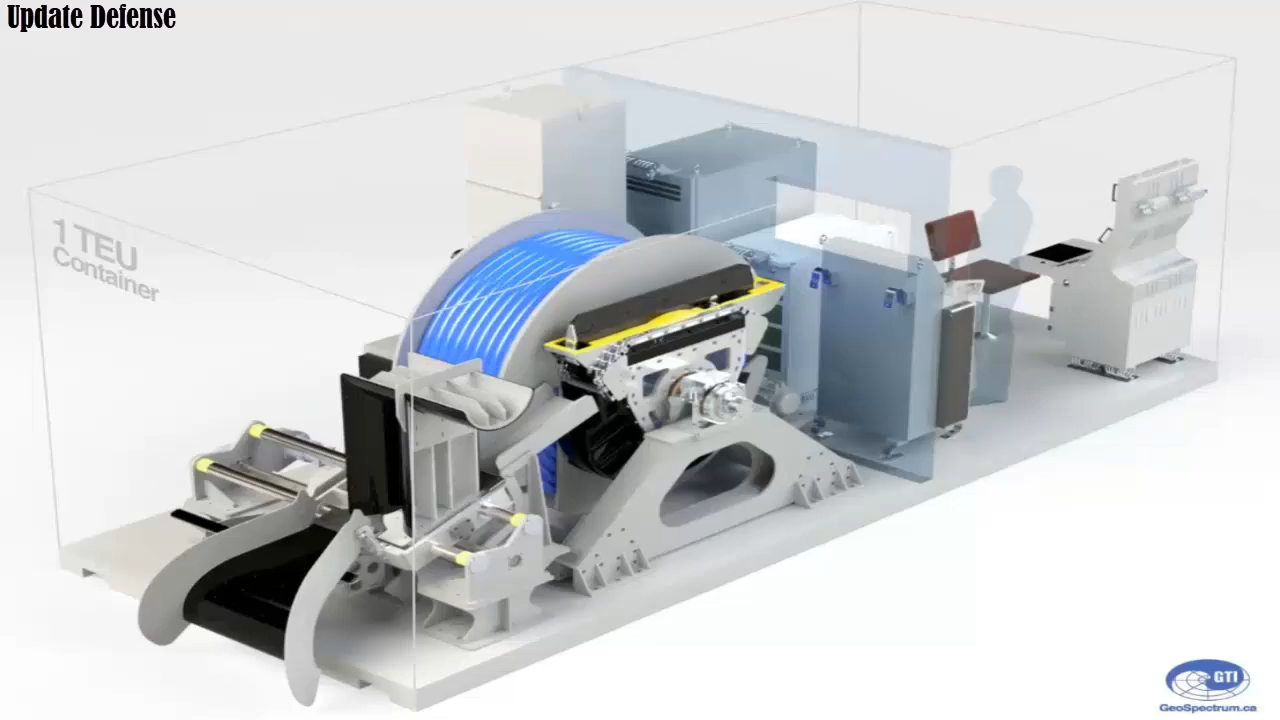 Update Defense
1 TEU
Container
GTI
GeoSpectrum.ca